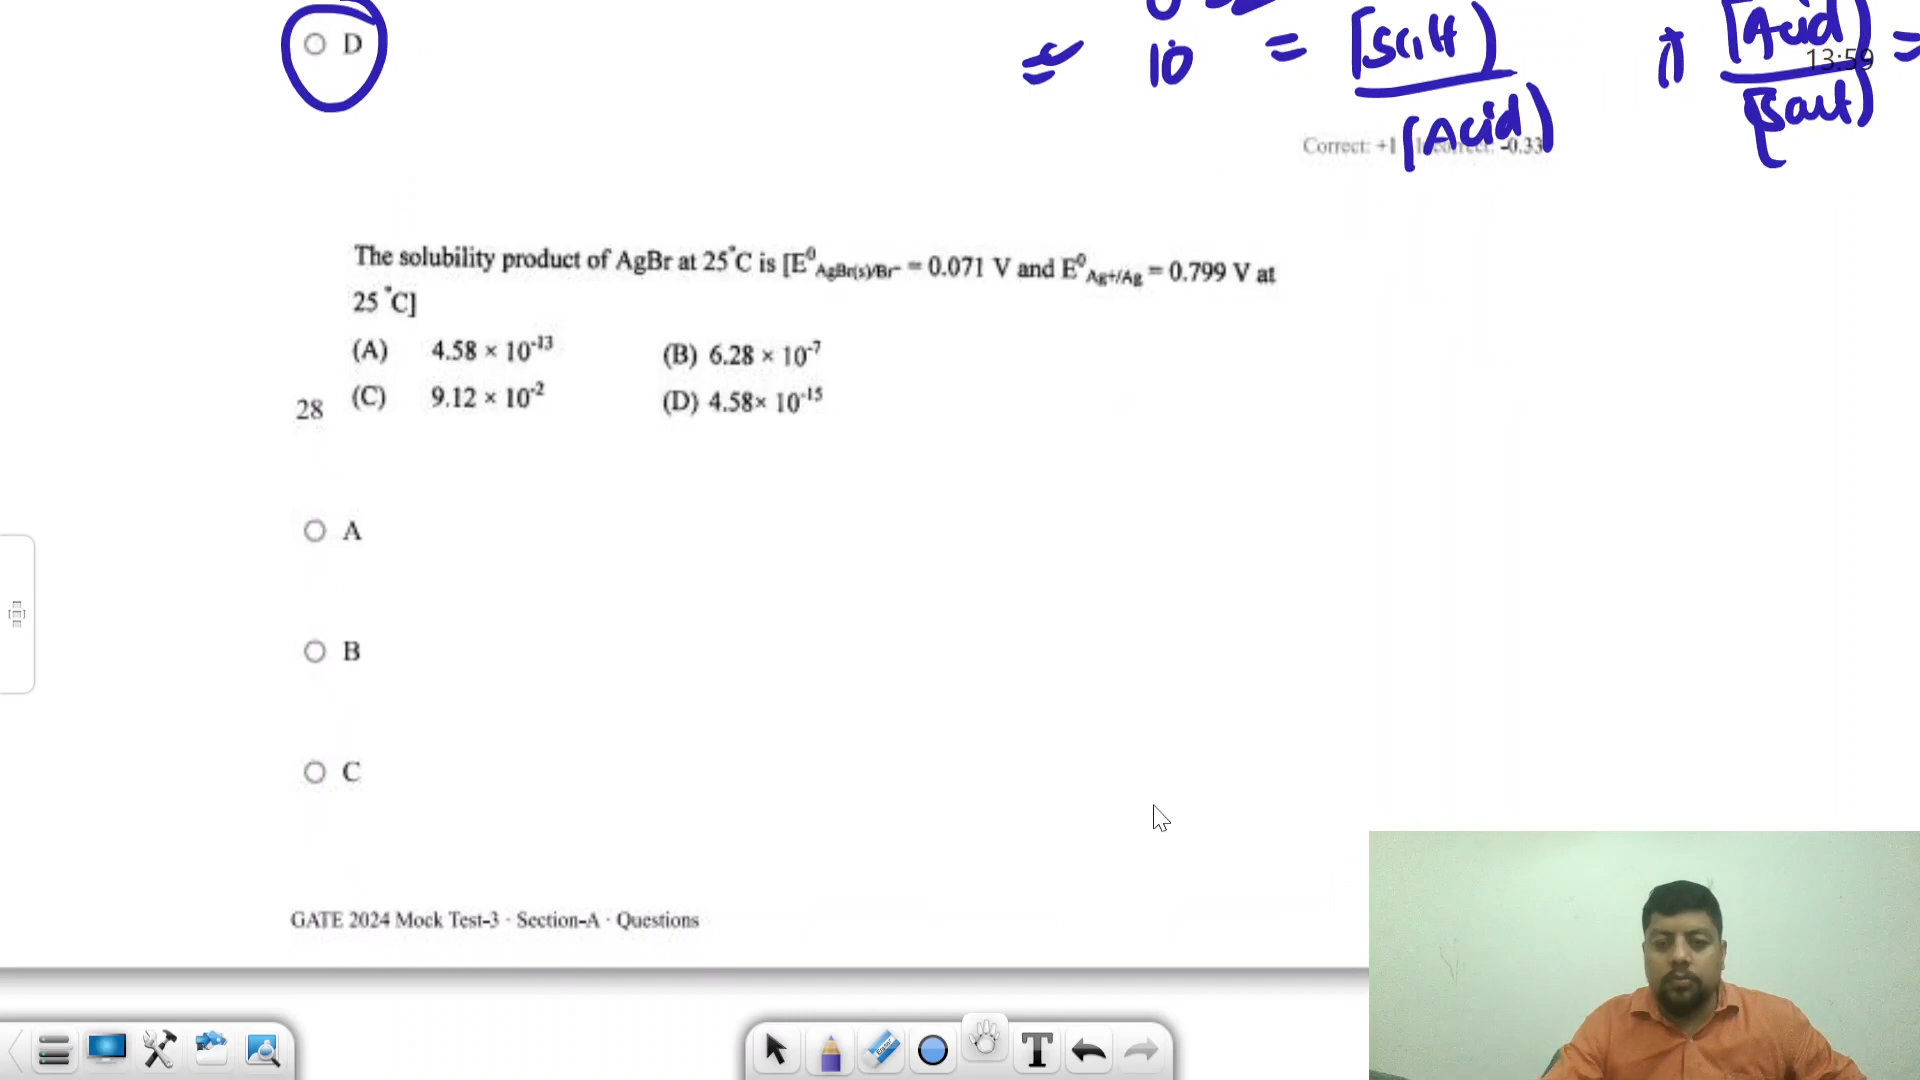 D
10 = [Salt] [Acid] =
[Acid] [Salt]
13:59
Correct: +1 -0.33
The solubility product of AgBr at 25°C is [E⁰AgBr(s)/Br⁻ = 0.071 V and E⁰Ag+/Ag = 0.799 V at
25 °C]
(A) 4.58 × 10⁻¹³ (B) 6.28 × 10⁻⁷
28 (C) 9.12 × 10⁻² (D) 4.58× 10⁻¹⁵
A
B
C
GATE 2024 Mock Test-3 - Section-A · Questions
T